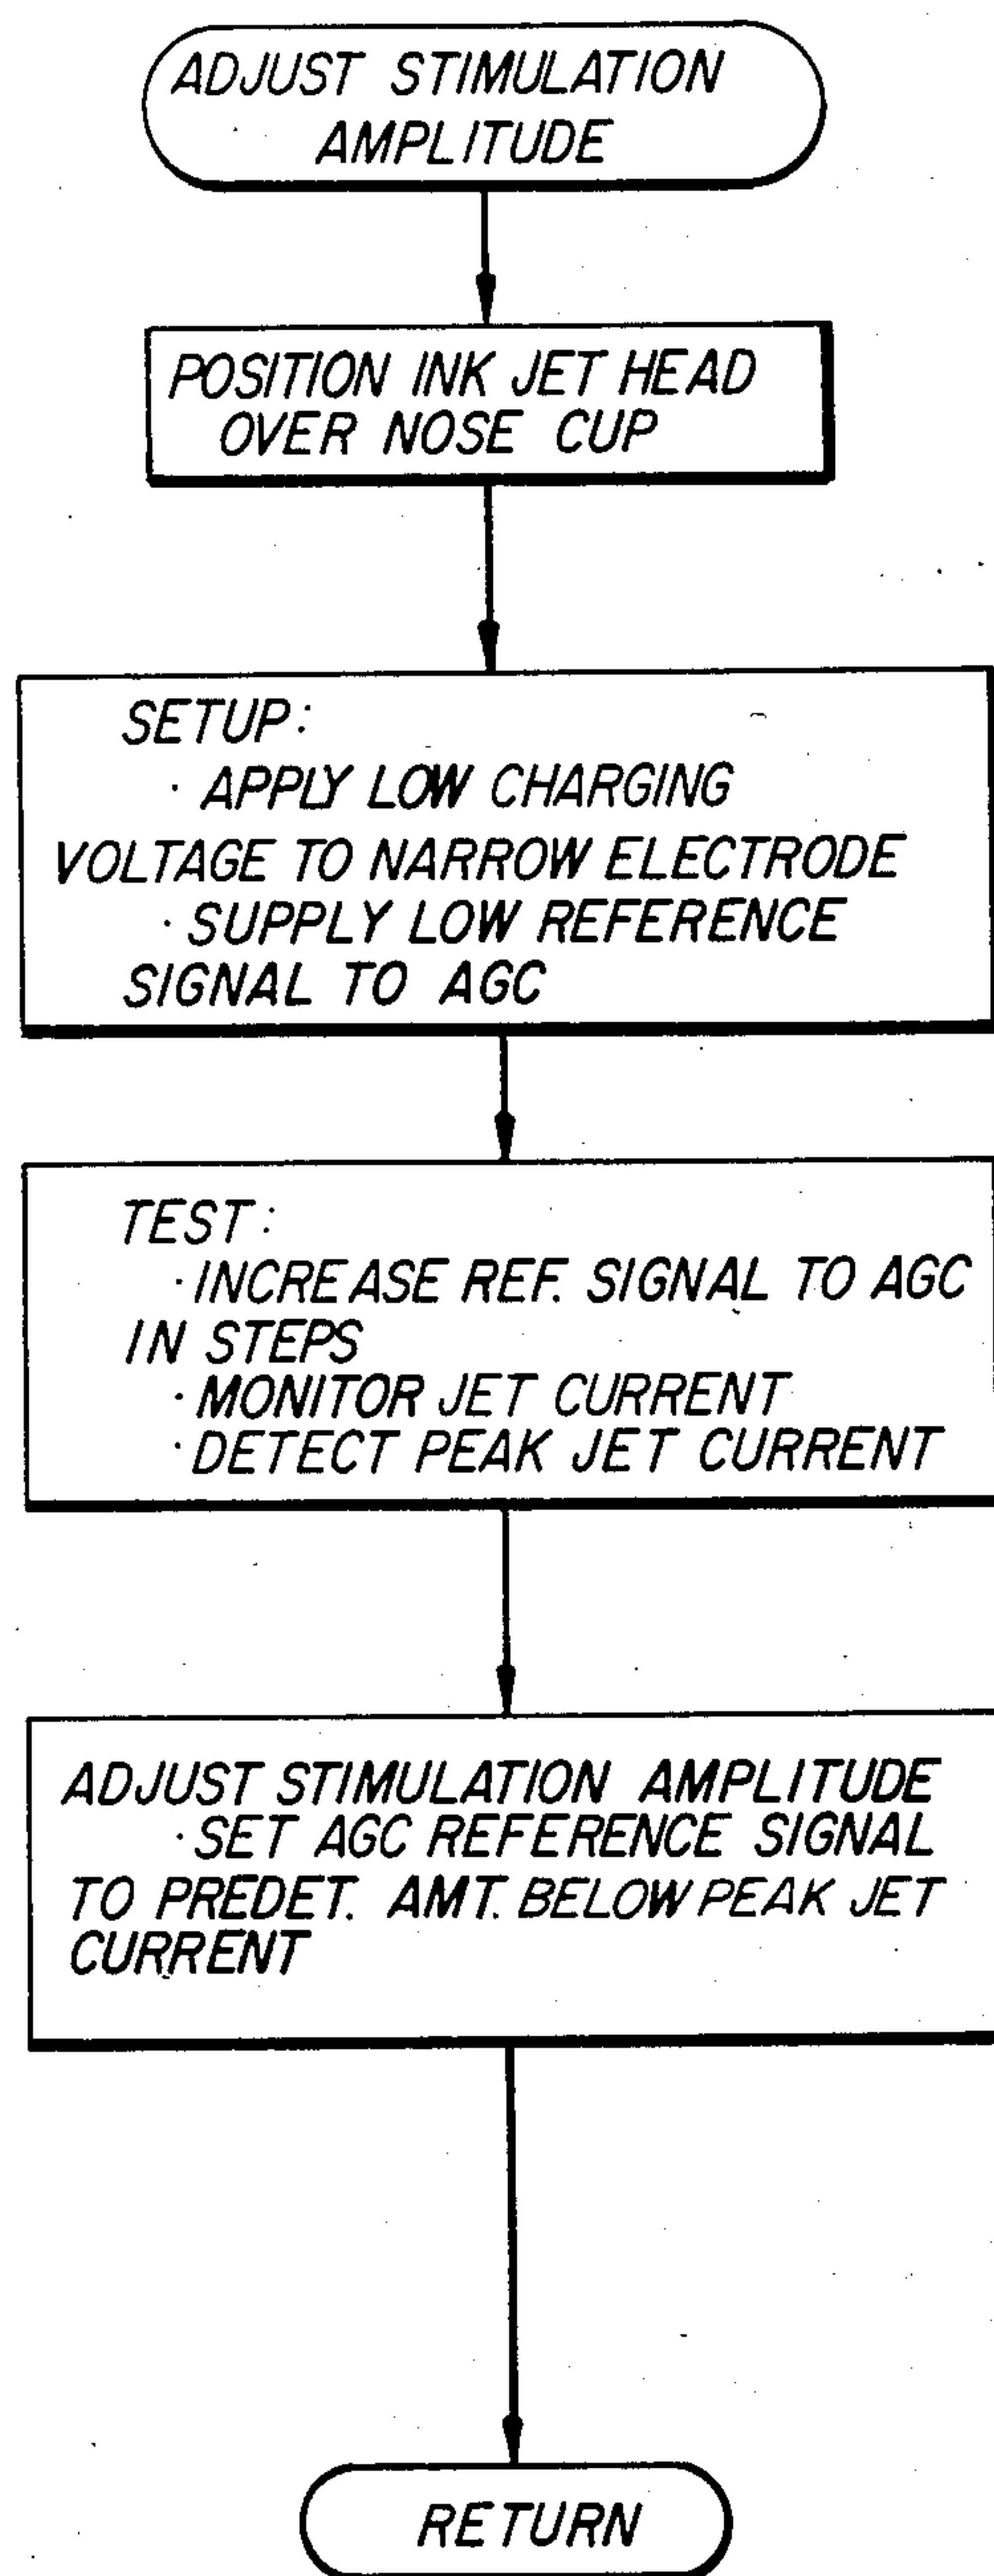 ADJUST STIMULATION
AMPLITUDE
POSITION INK JET HEAD
OVER NOSE CUP
SETUP:
· APPLY LOW CHARGING
VOLTAGE TO NARROW ELECTRODE
· SUPPLY LOW REFERENCE
SIGNAL TO AGC
TEST:
· INCREASE REF. SIGNAL TO AGC
IN STEPS
· MONITOR JET CURRENT
· DETECT PEAK JET CURRENT
ADJUST STIMULATION AMPLITUDE
· SET AGC REFERENCE SIGNAL
TO PREDET. AMT. BELOW PEAK JET
CURRENT
RETURN